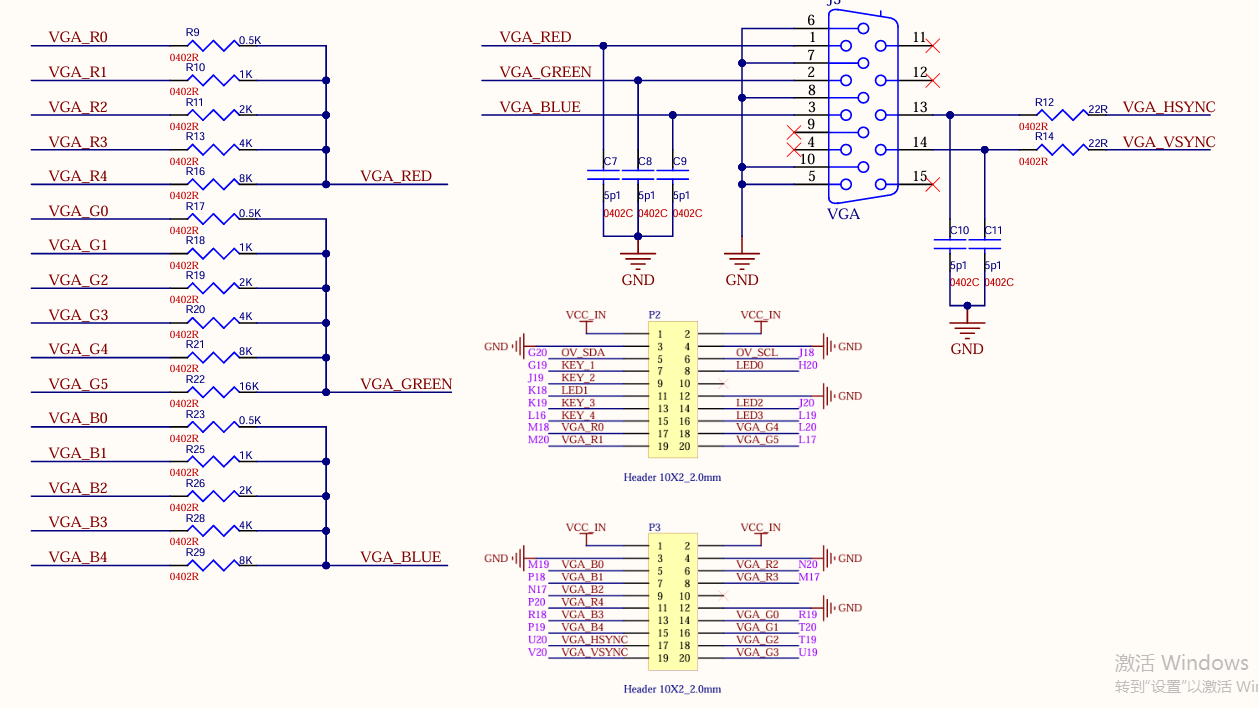 VGA_R0 R9 0.5K
0402R
VGA_R1 R10 1K
0402R
VGA_R2 R11 2K
0402R
VGA_R3 R13 4K
0402R
VGA_R4 R16 8K VGA_RED
0402R
VGA_G0 R17 0.5K
0402R
VGA_G1 R18 1K
0402R
VGA_G2 R19 2K
0402R
VGA_G3 R20 4K
0402R
VGA_G4 R21 8K
0402R
VGA_G5 R22 16K VGA_GREEN
0402R
VGA_B0 R23 0.5K
0402R
VGA_B1 R25 1K
0402R
VGA_B2 R26 2K
0402R
VGA_B3 R28 4K
0402R
VGA_B4 R29 8K VGA_BLUE
0402R
VGA_RED
VGA_GREEN
VGA_BLUE
C7 C8 C9
5p1 5p1 5p1
0402C 0402C 0402C
GND
GND
6
1 11
7
2 12
8
3 13
9
4 14
10
5 15
VGA
R12 22R VGA_HSYNC
0402R
R14 22R VGA_VSYNC
0402R
C10 C11
5p1 5p1
0402C 0402C
GND
VCC_IN P2 VCC_IN
1 2
GND 3 4 GND
G20 OV_SDA 5 6 OV_SCL J18
G19 KEY_1 7 8 LED0 H20
J19 KEY_2 9 10
K18 LED1 11 12 GND
K19 KEY_3 13 14 LED2 J20
L16 KEY_4 15 16 LED3 L19
M18 VGA_R0 17 18 VGA_G4 L20
M20 VGA_R1 19 20 VGA_G5 L17
Header 10X2_2.0mm
VCC_IN P3 VCC_IN
1 2
GND 3 4 GND
M19 VGA_B0 5 6 VGA_R2 N20
P18 VGA_B1 7 8 VGA_R3 M17
N17 VGA_B2 9 10
P20 VGA_R4 11 12 GND
R18 VGA_B3 13 14 VGA_G0 R19
P19 VGA_B4 15 16 VGA_G1 T20
U20 VGA_HSYNC 17 18 VGA_G2 T19
V20 VGA_VSYNC 19 20 VGA_G3 U19
Header 10X2_2.0mm
激活 Windows
转到"设置"以激活 Wi